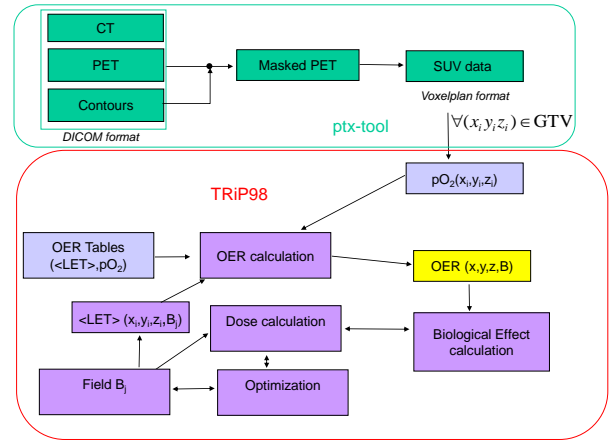 CT
PET
Contours
DICOM format
Masked PET
SUV data
Voxelplan format
ptx-tool
∀(xᵢ yᵢ zᵢ) ∈ GTV
TRiP98
pO₂(xᵢ,yᵢ,zᵢ)
OER Tables
(<LET>,pO₂)
OER calculation
OER (x,y,z,B)
<LET> (xᵢ,yᵢ,zᵢ,Bⱼ)
Dose calculation
Biological Effect
calculation
Field Bⱼ
Optimization